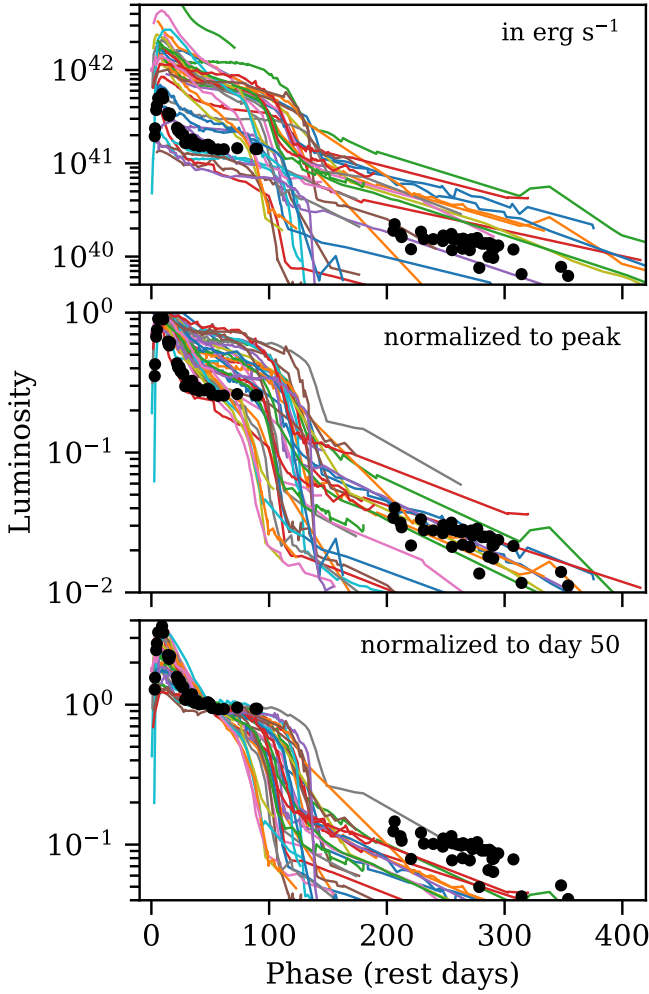 in erg s⁻¹
10⁴²
10⁴¹
10⁴⁰
normalized to peak
10⁰
10⁻¹
10⁻²
Luminosity
normalized to day 50
10⁰
10⁻¹
0 100 200 300 400
Phase (rest days)